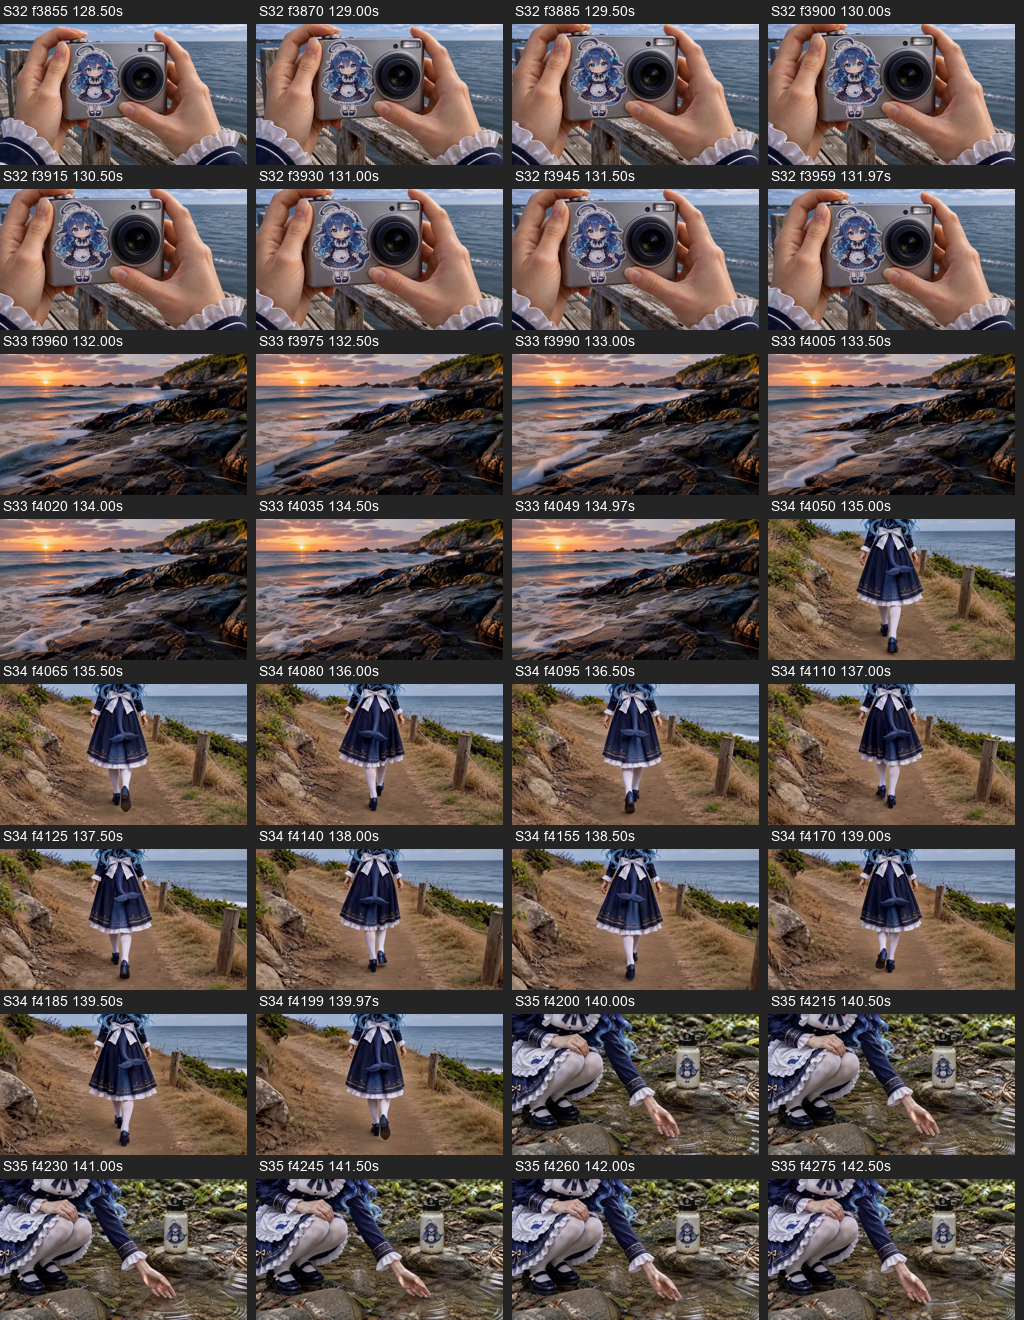 S32 f3855 128.50s
S32 f3870 129.00s
S32 f3885 129.50s
S32 f3900 130.00s
S32 f3915 130.50s
S32 f3930 131.00s
S32 f3945 131.50s
S32 f3959 131.97s
S33 f3960 132.00s
S33 f3975 132.50s
S33 f3990 133.00s
S33 f4005 133.50s
S33 f4020 134.00s
S33 f4035 134.50s
S33 f4049 134.97s
S34 f4050 135.00s
S34 f4065 135.50s
S34 f4080 136.00s
S34 f4095 136.50s
S34 f4110 137.00s
S34 f4125 137.50s
S34 f4140 138.00s
S34 f4155 138.50s
S34 f4170 139.00s
S34 f4185 139.50s
S34 f4199 139.97s
S35 f4200 140.00s
S35 f4215 140.50s
S35 f4230 141.00s
S35 f4245 141.50s
S35 f4260 142.00s
S35 f4275 142.50s